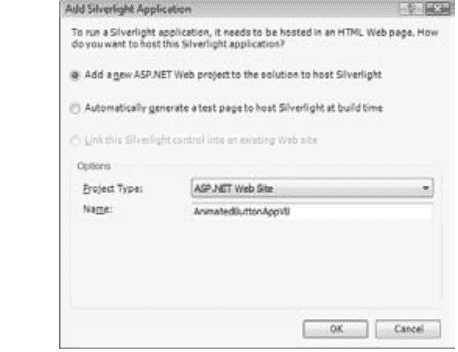 Add Silverlight Application
To run a Silverlight application, it needs to be hosted in an HTML Web page. How
do you want to host this Silverlight application?
Add a new ASP.NET Web project to the solution to host Silverlight
Automatically generate a test page to host Silverlight at build time
Link this Silverlight control into an existing Web site
Options
Project Type:
ASP.NET Web Site
Name:
OK
Cancel